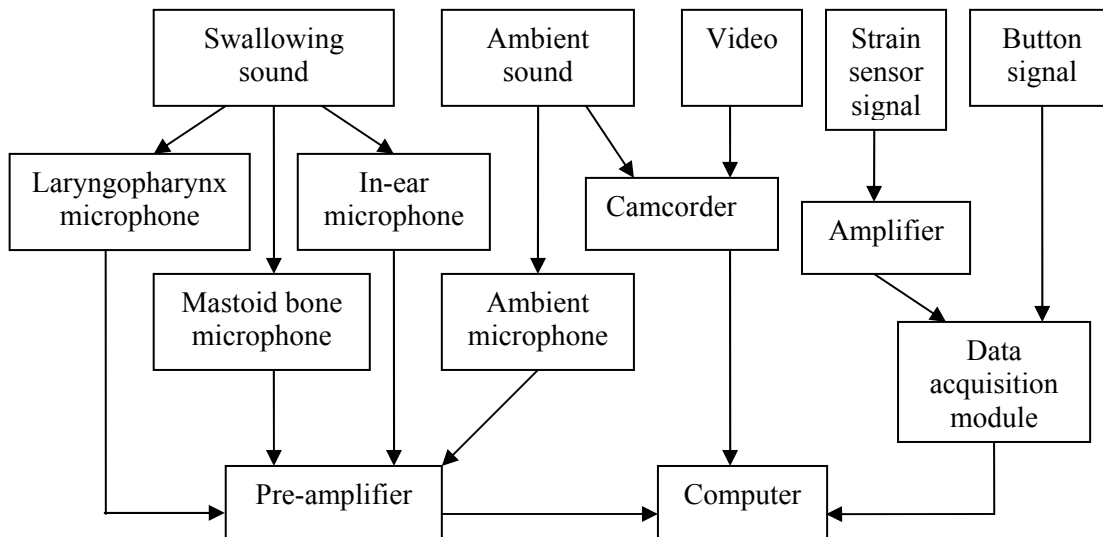 Swallowing
sound
Ambient
sound
Video
Strain
sensor
signal
Button
signal
Laryngopharynx
microphone
In-ear
microphone
Camcorder
Amplifier
Mastoid bone
microphone
Ambient
microphone
Data
acquisition
module
Pre-amplifier
Computer